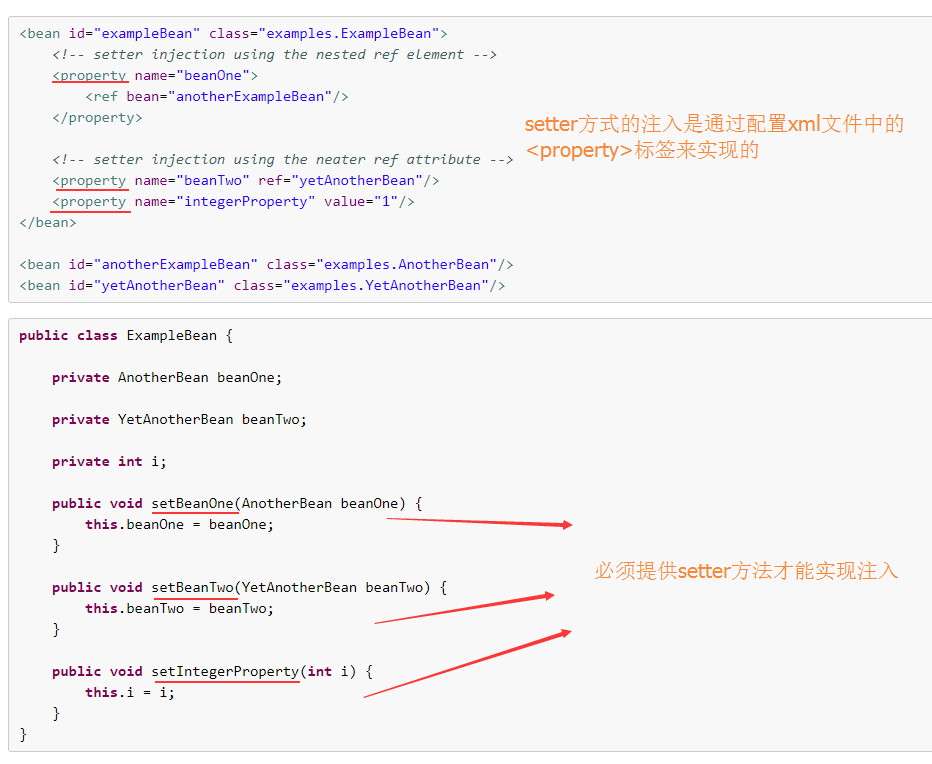 <bean id="exampleBean" class="examples.ExampleBean">
    <!-- setter injection using the nested ref element -->
    <property name="beanOne">
        <ref bean="anotherExampleBean"/>
    </property>
setter方式的注入是通过配置xml文件中的
<property>标签来实现的
    <!-- setter injection using the neater ref attribute -->
    <property name="beanTwo" ref="yetAnotherBean"/>
    <property name="integerProperty" value="1"/>
</bean>
<bean id="anotherExampleBean" class="examples.AnotherBean"/>
<bean id="yetAnotherBean" class="examples.YetAnotherBean"/>
public class ExampleBean {
    private AnotherBean beanOne;
    private YetAnotherBean beanTwo;
    private int i;
    public void setBeanOne(AnotherBean beanOne) {
        this.beanOne = beanOne;
    }
必须提供setter方法才能实现注入
    public void setBeanTwo(YetAnotherBean beanTwo) {
        this.beanTwo = beanTwo;
    }
    public void setIntegerProperty(int i) {
        this.i = i;
    }
}